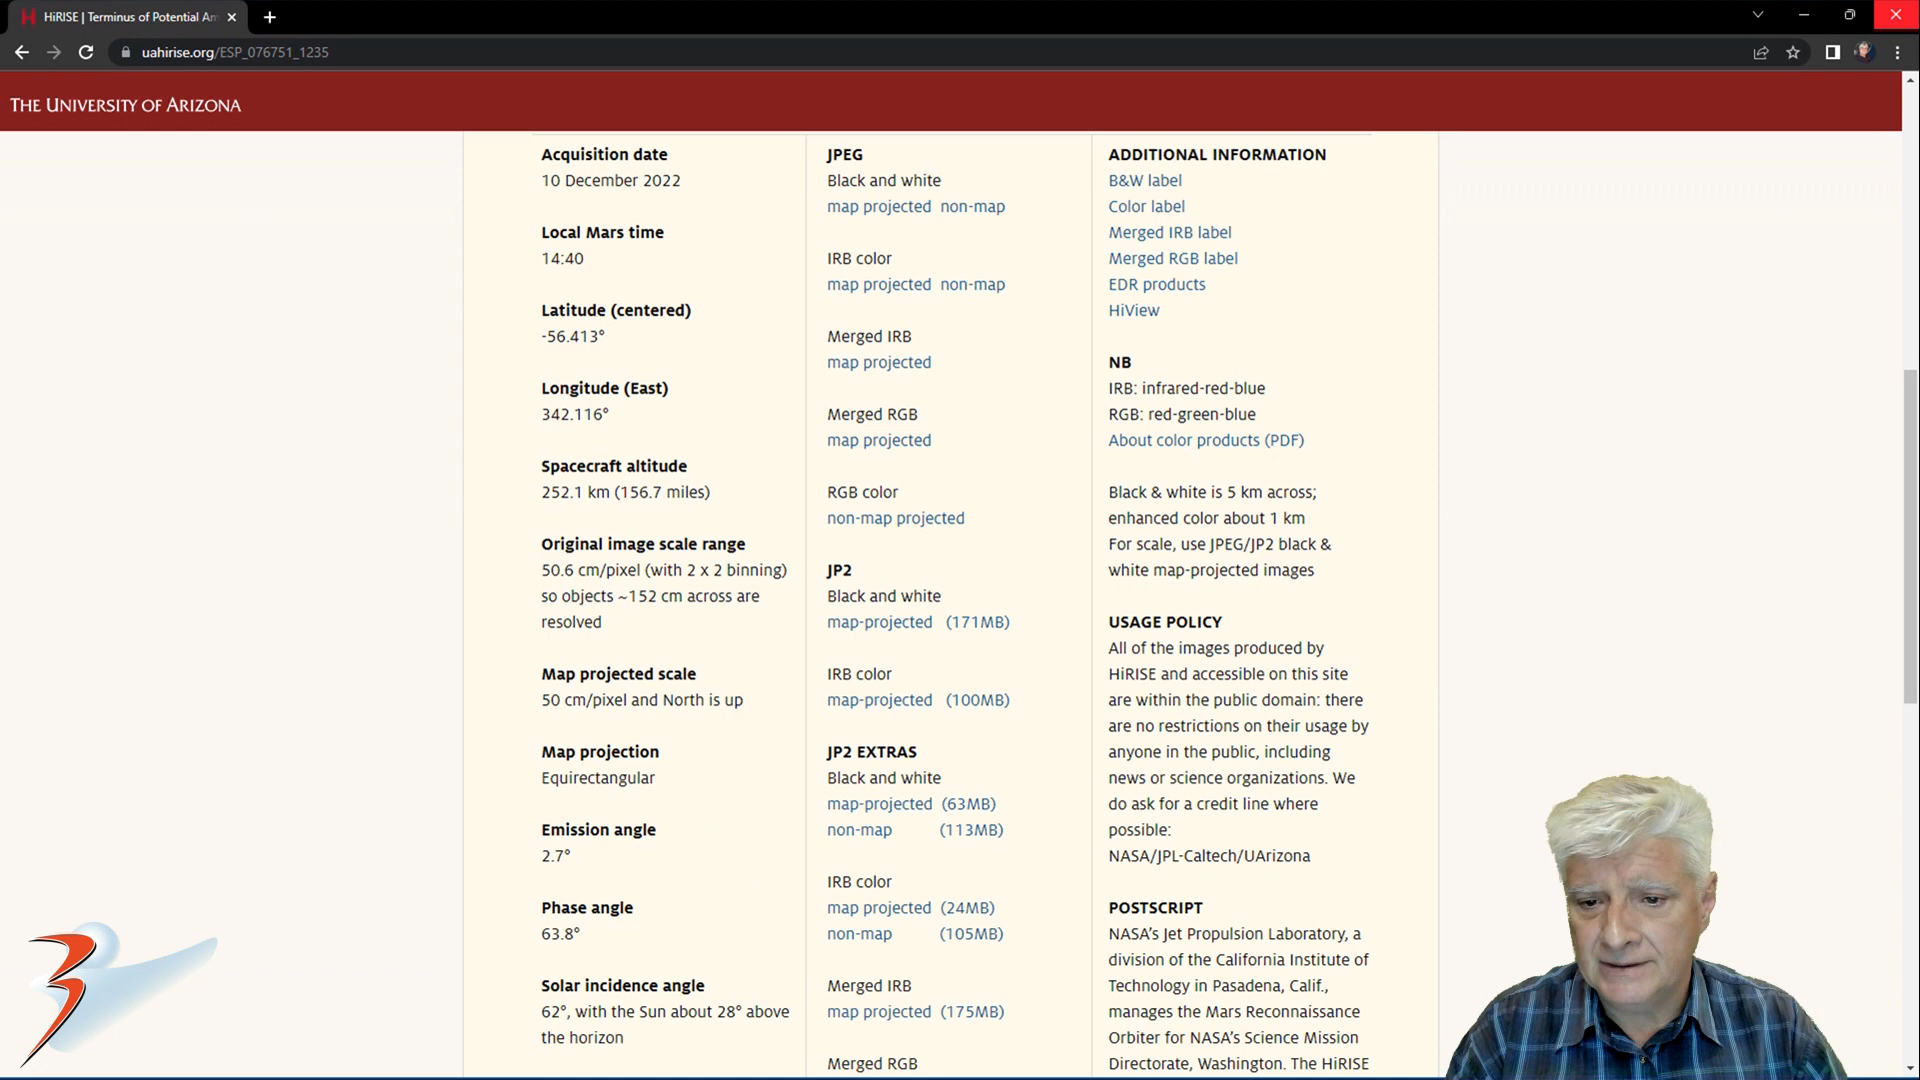 HiRISE | Terminus of Potential Am
uahirise.org/ESP_076751_1235
THE UNIVERSITY OF ARIZONA
Acquisition date
10 December 2022
Local Mars time
14:40
Latitude (centered)
-56.413°
Longitude (East)
342.116°
Spacecraft altitude
252.1 km (156.7 miles)
Original image scale range
50.6 cm/pixel (with 2 x 2 binning)
so objects ~152 cm across are
resolved
Map projected scale
50 cm/pixel and North is up
Map projection
Equirectangular
Emission angle
2.7°
Phase angle
63.8°
Solar incidence angle
62°, with the Sun about 28° above
the horizon
JPEG
Black and white
map projected non-map
IRB color
map projected non-map
Merged IRB
map projected
Merged RGB
map projected
RGB color
non-map projected
JP2
Black and white
map-projected (171MB)
IRB color
map-projected (100MB)
JP2 EXTRAS
Black and white
map-projected (63MB)
non-map (113MB)
IRB color
map projected (24MB)
non-map (105MB)
Merged IRB
map projected (175MB)
Merged RGB
ADDITIONAL INFORMATION
B&W label
Color label
Merged IRB label
Merged RGB label
EDR products
HiView
NB
IRB: infrared-red-blue
RGB: red-green-blue
About color products (PDF)
Black & white is 5 km across;
enhanced color about 1 km
For scale, use JPEG/JP2 black &
white map-projected images
USAGE POLICY
All of the images produced by
HiRISE and accessible on this site
are within the public domain: there
are no restrictions on their usage by
anyone in the public, including
news or science organizations. We
do ask for a credit line where
possible:
NASA/JPL-Caltech/UArizona
POSTSCRIPT
NASA's Jet Propulsion Laboratory, a
division of the California Institute of
Technology in Pasadena, Calif.,
manages the Mars Reconnaissance
Orbiter for NASA's Science Mission
Directorate, Washington. The HiRISE